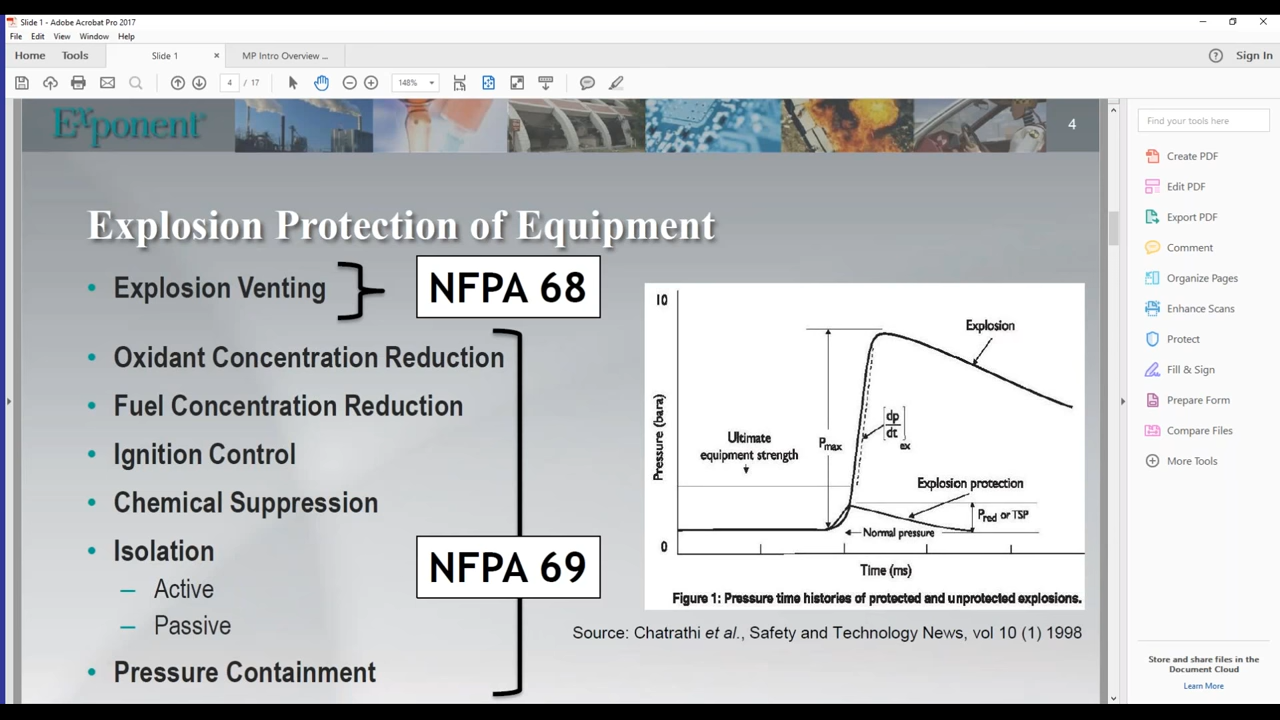 Slide 1 - Adobe Acrobat Pro 2017
File Edit View Window Help
Home Tools Slide 1 × MP Intro Overview ... ? Sign In
4 / 17 148%
Exponent®
4
Explosion Protection of Equipment
• Explosion Venting
NFPA 68
• Oxidant Concentration Reduction
• Fuel Concentration Reduction
• Ignition Control
• Chemical Suppression
• Isolation
– Active
– Passive
• Pressure Containment
NFPA 69
10
Pressure (bara)
0
Explosion
dp
dt
ex
Pmax
Ultimate
equipment strength
Explosion protection
Pred or TSP
Normal pressure
Time (ms)
Figure 1: Pressure time histories of protected and unprotected explosions.
Source: Chatrathi et al., Safety and Technology News, vol 10 (1) 1998
Find your tools here
Create PDF
Edit PDF
Export PDF
Comment
Organize Pages
Enhance Scans
Protect
Fill & Sign
Prepare Form
Compare Files
More Tools
Store and share files in the
Document Cloud
Learn More